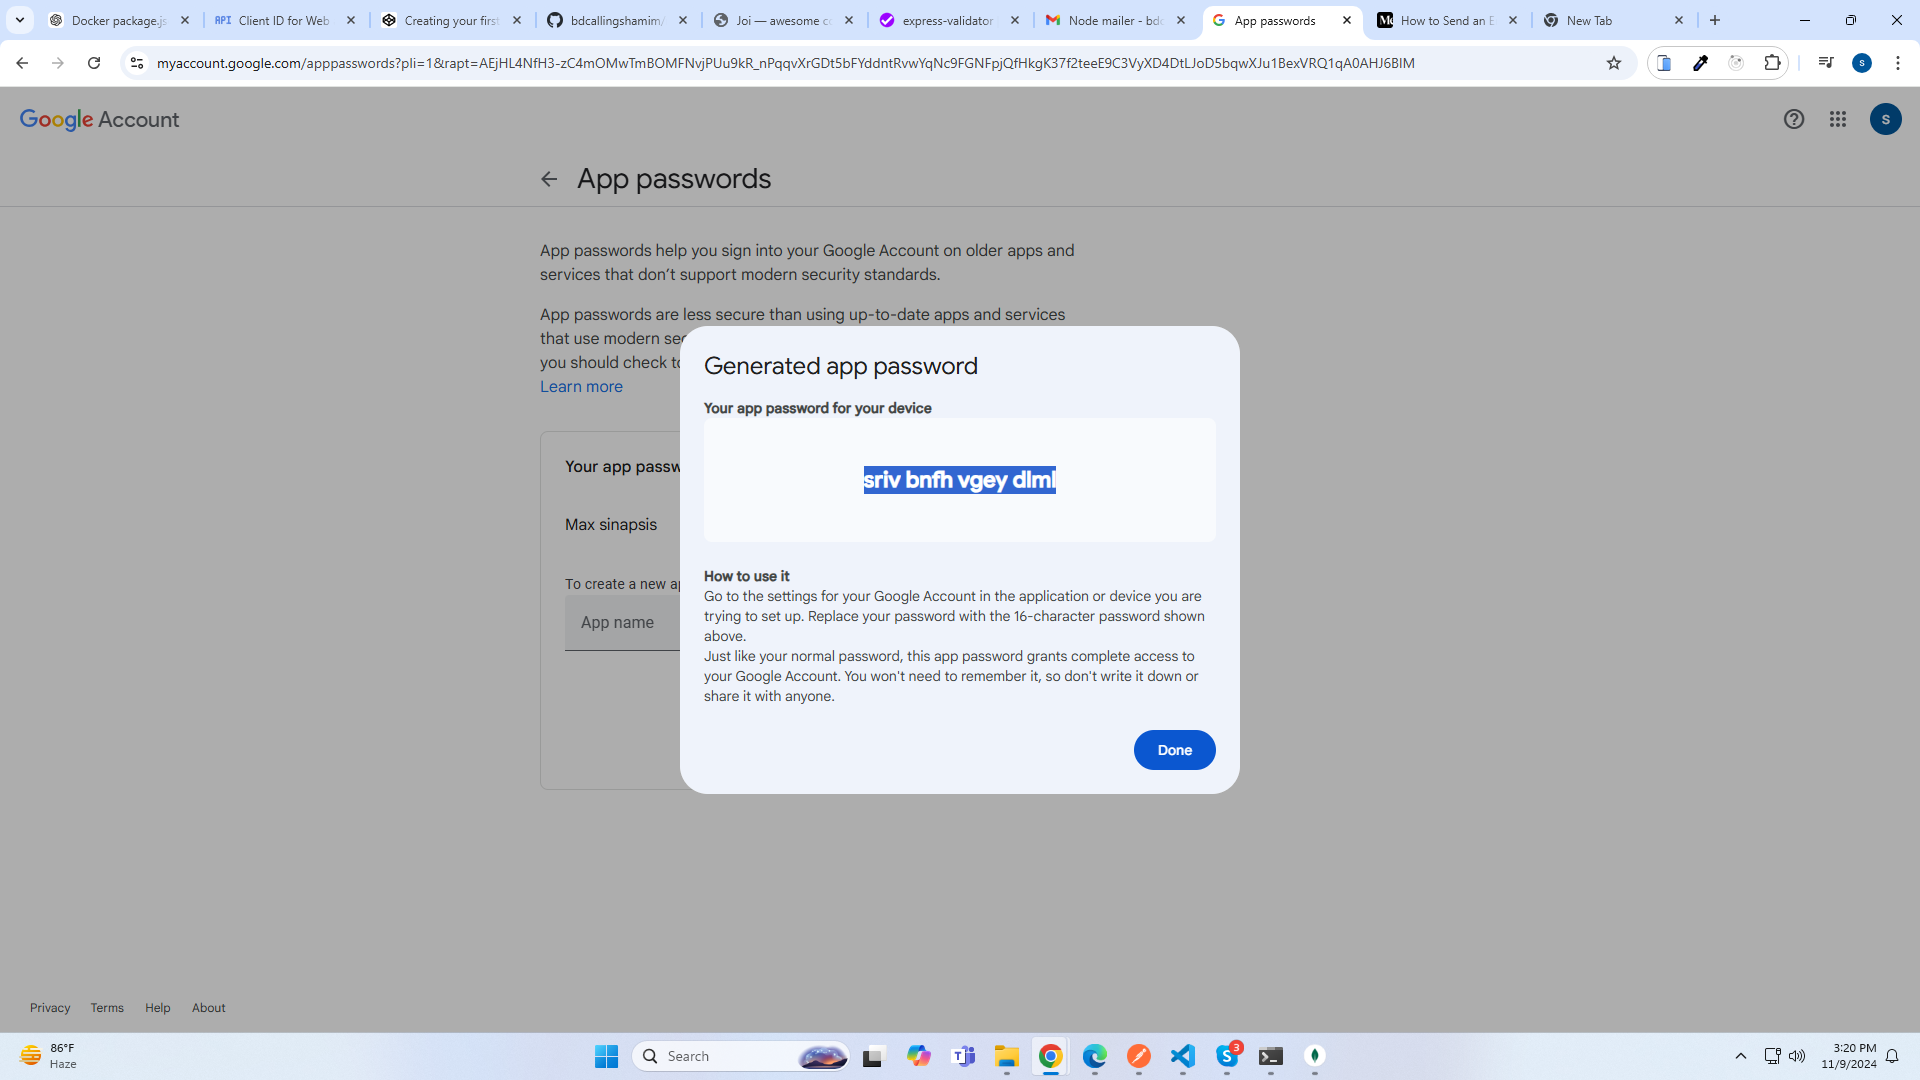 Docker package.js
Client ID for Web
Creating your first
bdcallingshamim/
Joi — awesome co
express-validator
Node mailer - bdc
App passwords
How to Send an E
New Tab
myaccount.google.com/apppasswords?pli=1&rapt=AEjHL4NfH3-zC4mOMwTmBOMFNvjPUu9kR_nPqqvXrGDt5bFYddntRvwYqNc9FGNFpjQfHkgK37f2teeE9C3VyXD4DtLJoD5bqwXJu1BexVRQ1qA0AHJ6BIM
Google Account
App passwords
App passwords help you sign into your Google Account on older apps and
services that don’t support modern security standards.
App passwords are less secure than using up-to-date apps and services
that use modern sec
you should check to
Learn more
Generated app password
Your app password for your device
sriv bnfh vgey dlml
Your app passw
Max sinapsis
To create a new ap
App name
How to use it
Go to the settings for your Google Account in the application or device you are
trying to set up. Replace your password with the 16-character password shown
above.
Just like your normal password, this app password grants complete access to
your Google Account. You won't need to remember it, so don't write it down or
share it with anyone.
Done
Privacy Terms Help About
86°F
Haze
Search
3
3:20 PM
11/9/2024